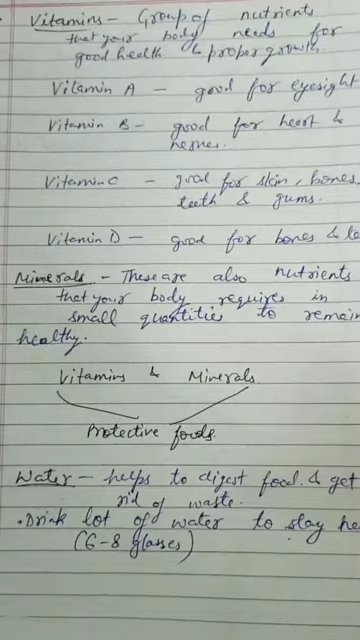 Vitamins - Group of nutrients
that your body needs for
good health & proper growth.
Vitamin A - good for eyesight
Vitamin B - good for heart &
nerves.
Vitamin C - good for skin, bones,
teeth & gums.
Vitamin D - good for bones &
Minerals - These are also nutrients
that your body requires in
small quantities to remain
healthy.
Vitamins & Minerals
Protective foods.
Water - helps to digest food & get
rid of waste.
• Drink lot of water to stay
(6-8 glasses)